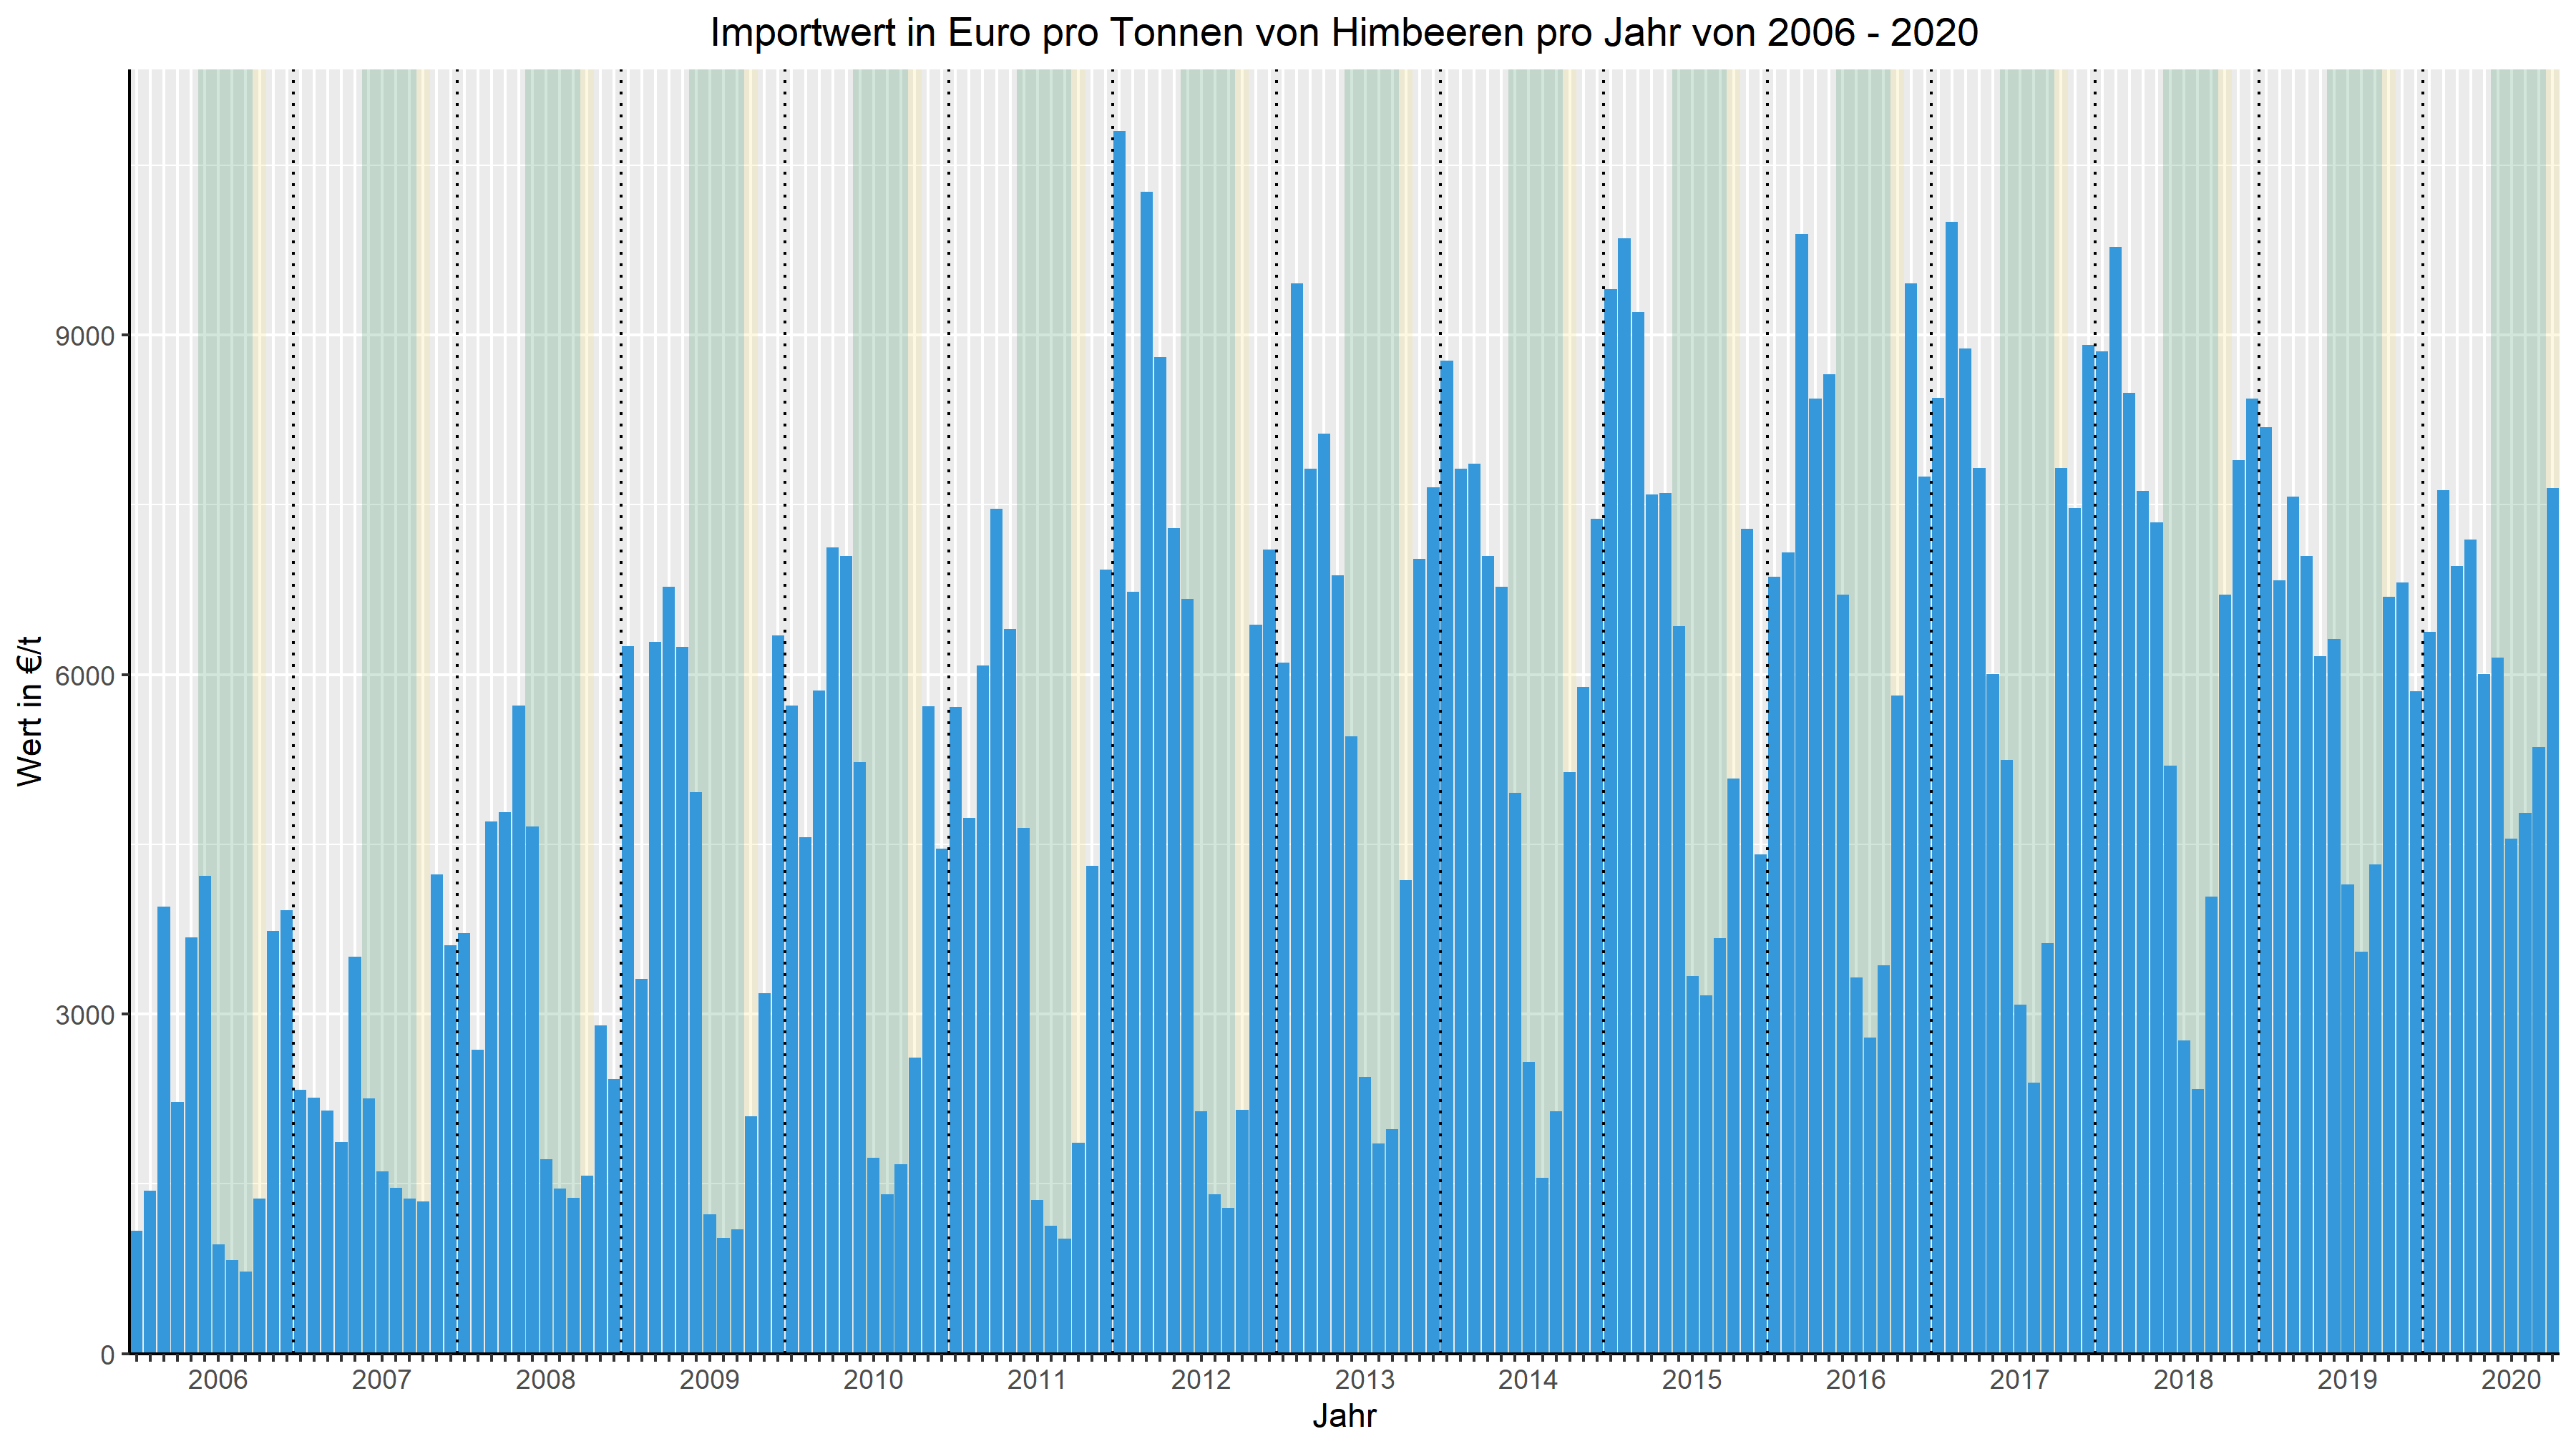 Importwert in Euro pro Tonnen von Himbeeren pro Jahr von 2006 - 2020
Wert in €/t
9000
6000
3000
0
2006 2007 2008 2009 2010 2011 2012 2013 2014 2015 2016 2017 2018 2019 2020
Jahr